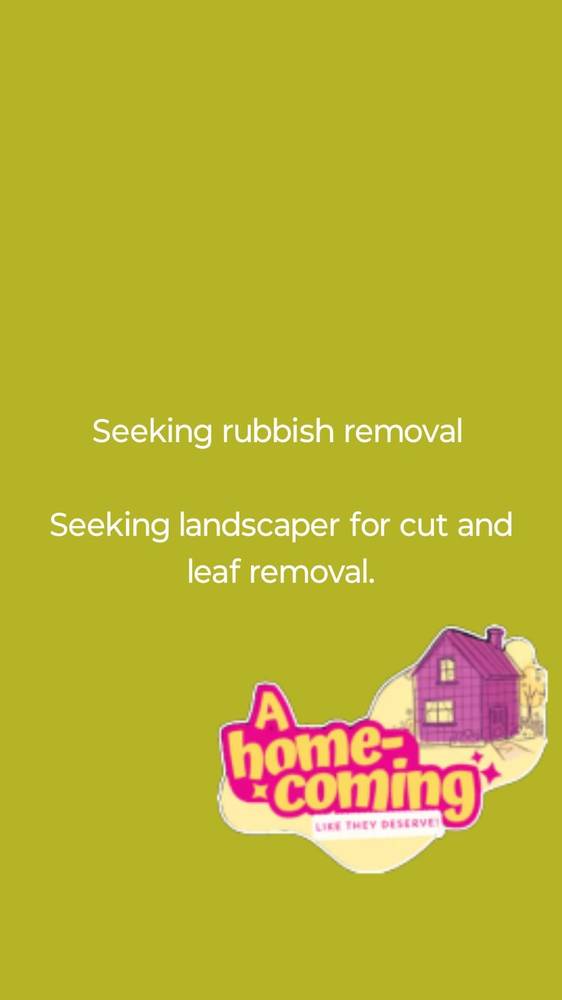 Seeking rubbish removal
Seeking landscaper for cut and
leaf removal.
A
home-
coming
LIKE THEY DESERVE!